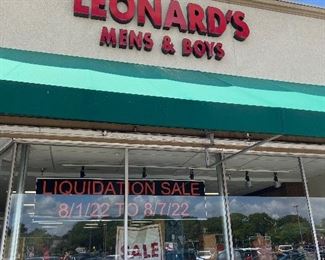 LEONARD'S
MENS & BOYS
LIQUIDATION SALE
8/1/22 TO 8/7/22
SALE